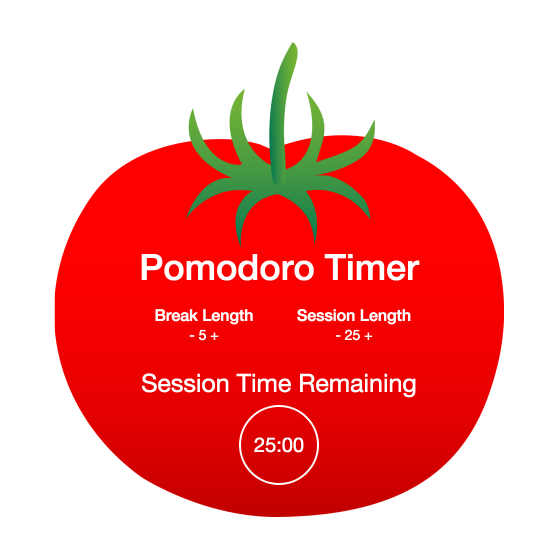 Pomodoro Timer
Break Length Session Length
- 5 + - 25 +
Session Time Remaining
25:00